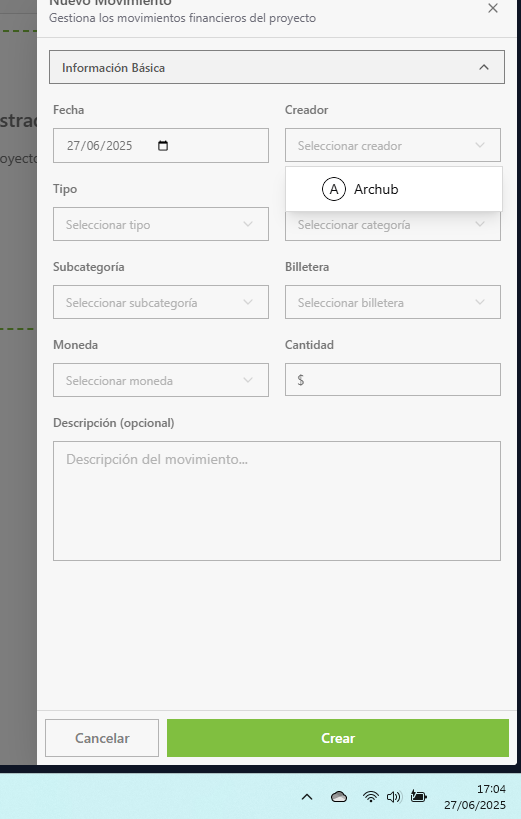 Nuevo Movimiento
Gestiona los movimientos financieros del proyecto
Información Básica
Fecha
Creador
27/06/2025
Seleccionar creador
A Archub
Tipo
Seleccionar tipo
Seleccionar categoría
Subcategoría
Billetera
Seleccionar subcategoría
Seleccionar billetera
Moneda
Cantidad
Seleccionar moneda
$
Descripción (opcional)
Descripción del movimiento...
Cancelar
Crear
17:04
27/06/2025